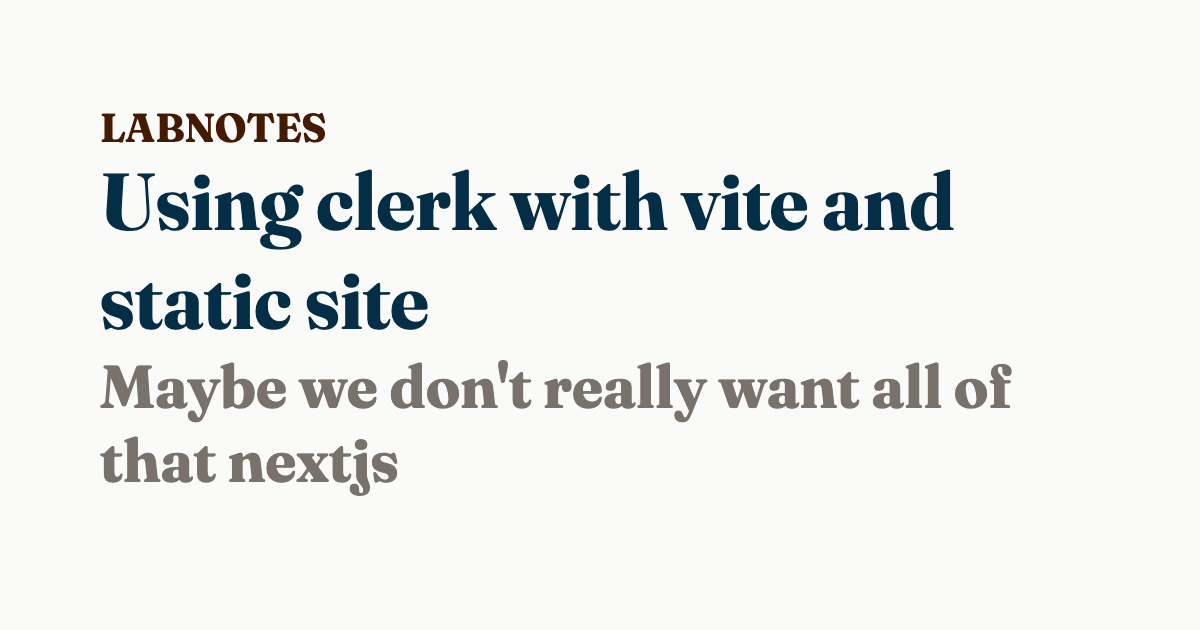 LABNOTES
Using clerk with vite and
static site
Maybe we don't really want all of
that nextjs